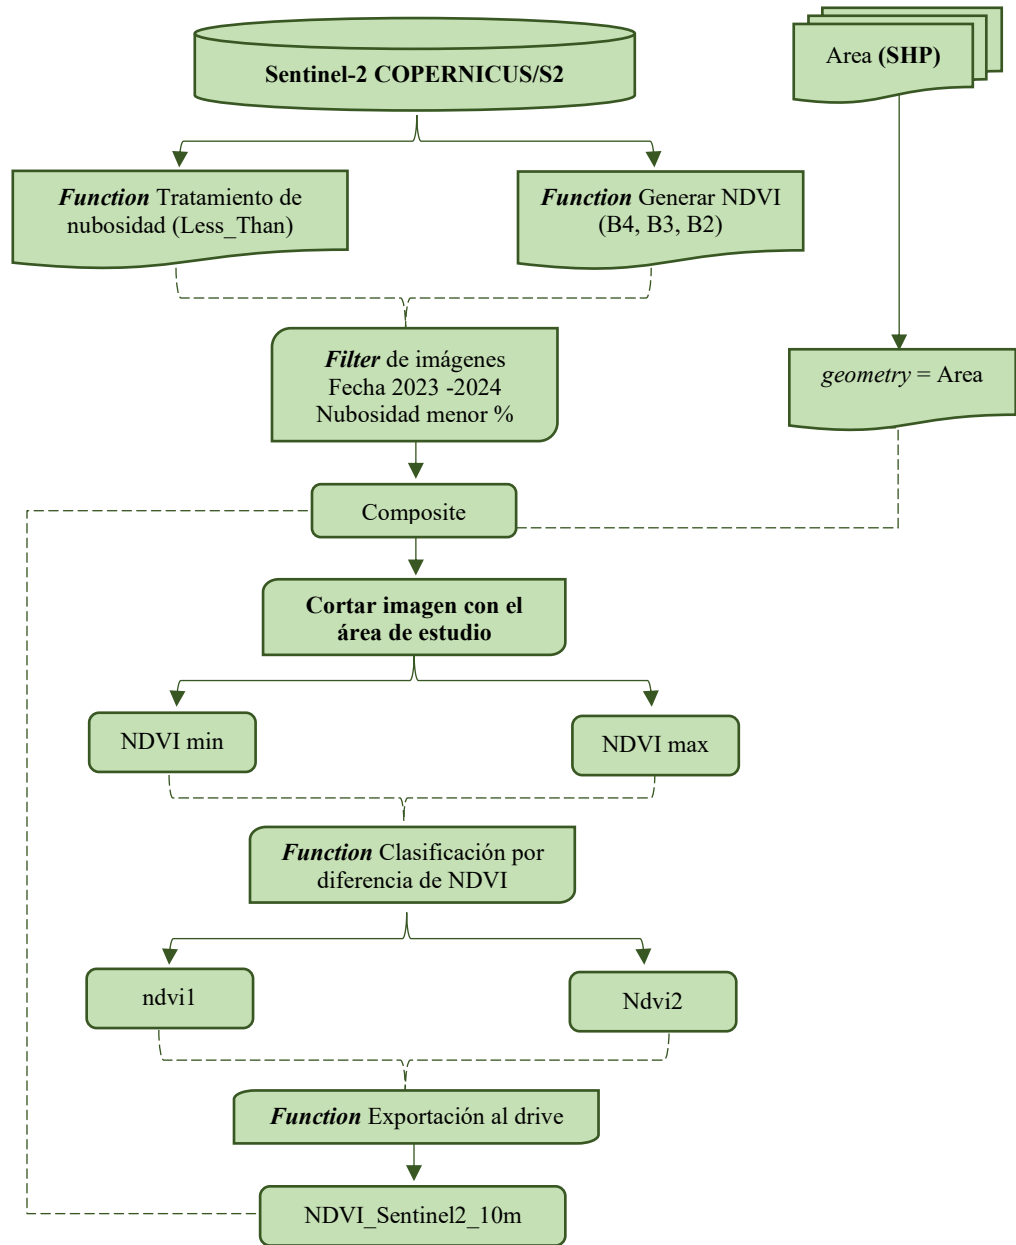 Sentinel-2 COPERNICUS/S2
Area (SHP)
Function Tratamiento de
nubosidad (Less_Than)
Function Generar NDVI
(B4, B3, B2)
Filter de imágenes
Fecha 2023 -2024
Nubosidad menor %
geometry = Area
Composite
Cortar imagen con el
área de estudio
NDVI min
NDVI max
Function Clasificación por
diferencia de NDVI
ndvi1
Ndvi2
Function Exportación al drive
NDVI_Sentinel2_10m